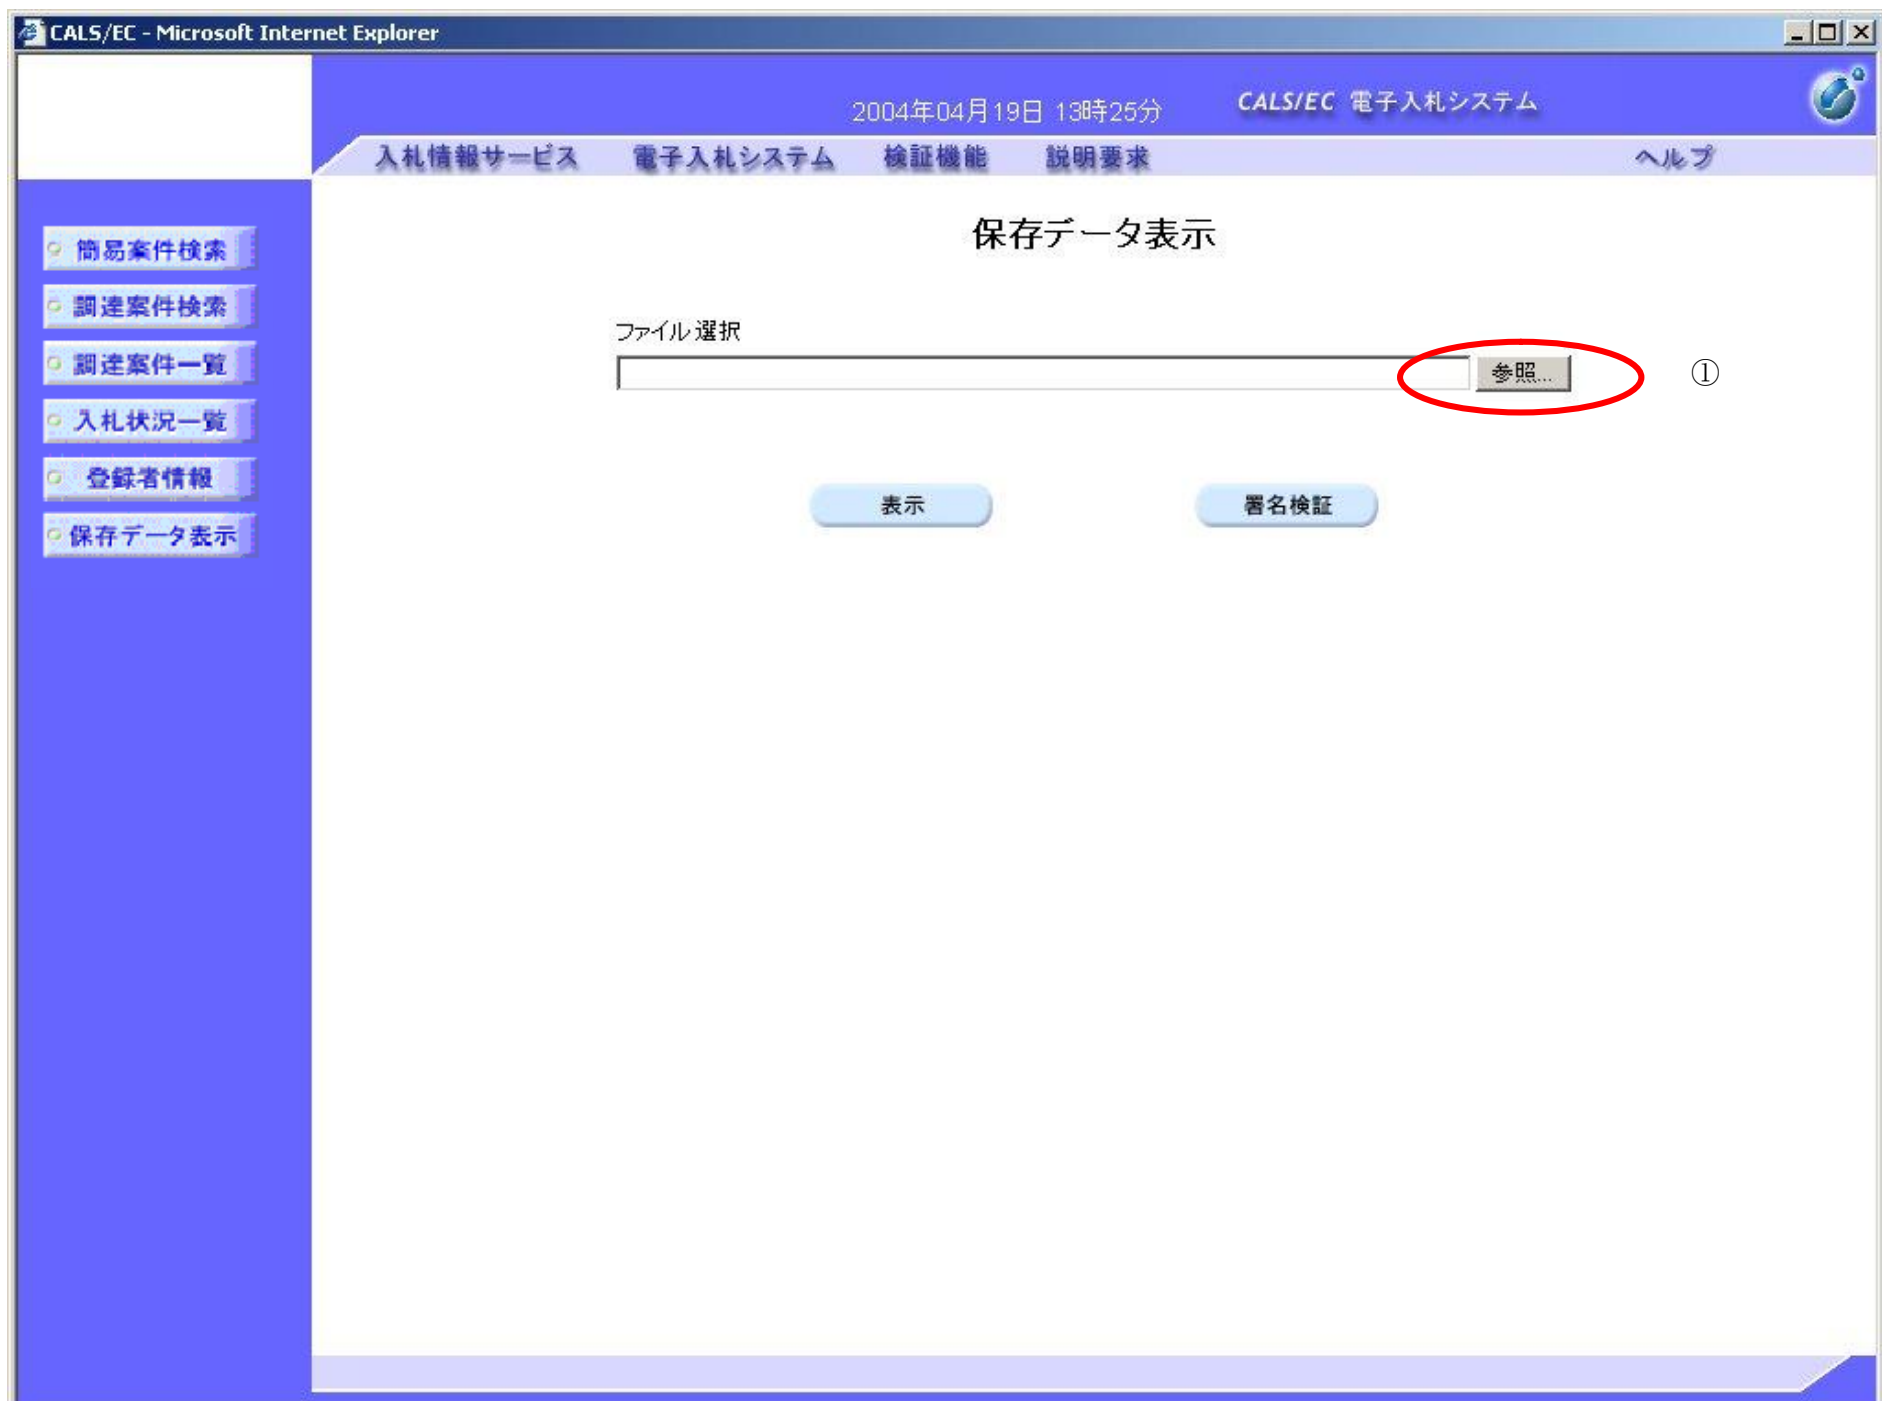 CALS/EC - Microsoft Internet Explorer
2004年04月19日 13時25分 CALS/EC 電子入札システム
入札情報サービス 電子入札システム 検証機能 説明要求 ヘルプ
簡易案件検索
調達案件検索
調達案件一覧
入札状況一覧
登録者情報
保存データ表示
保存データ表示
ファイル選択
参照... ①
表示 署名検証